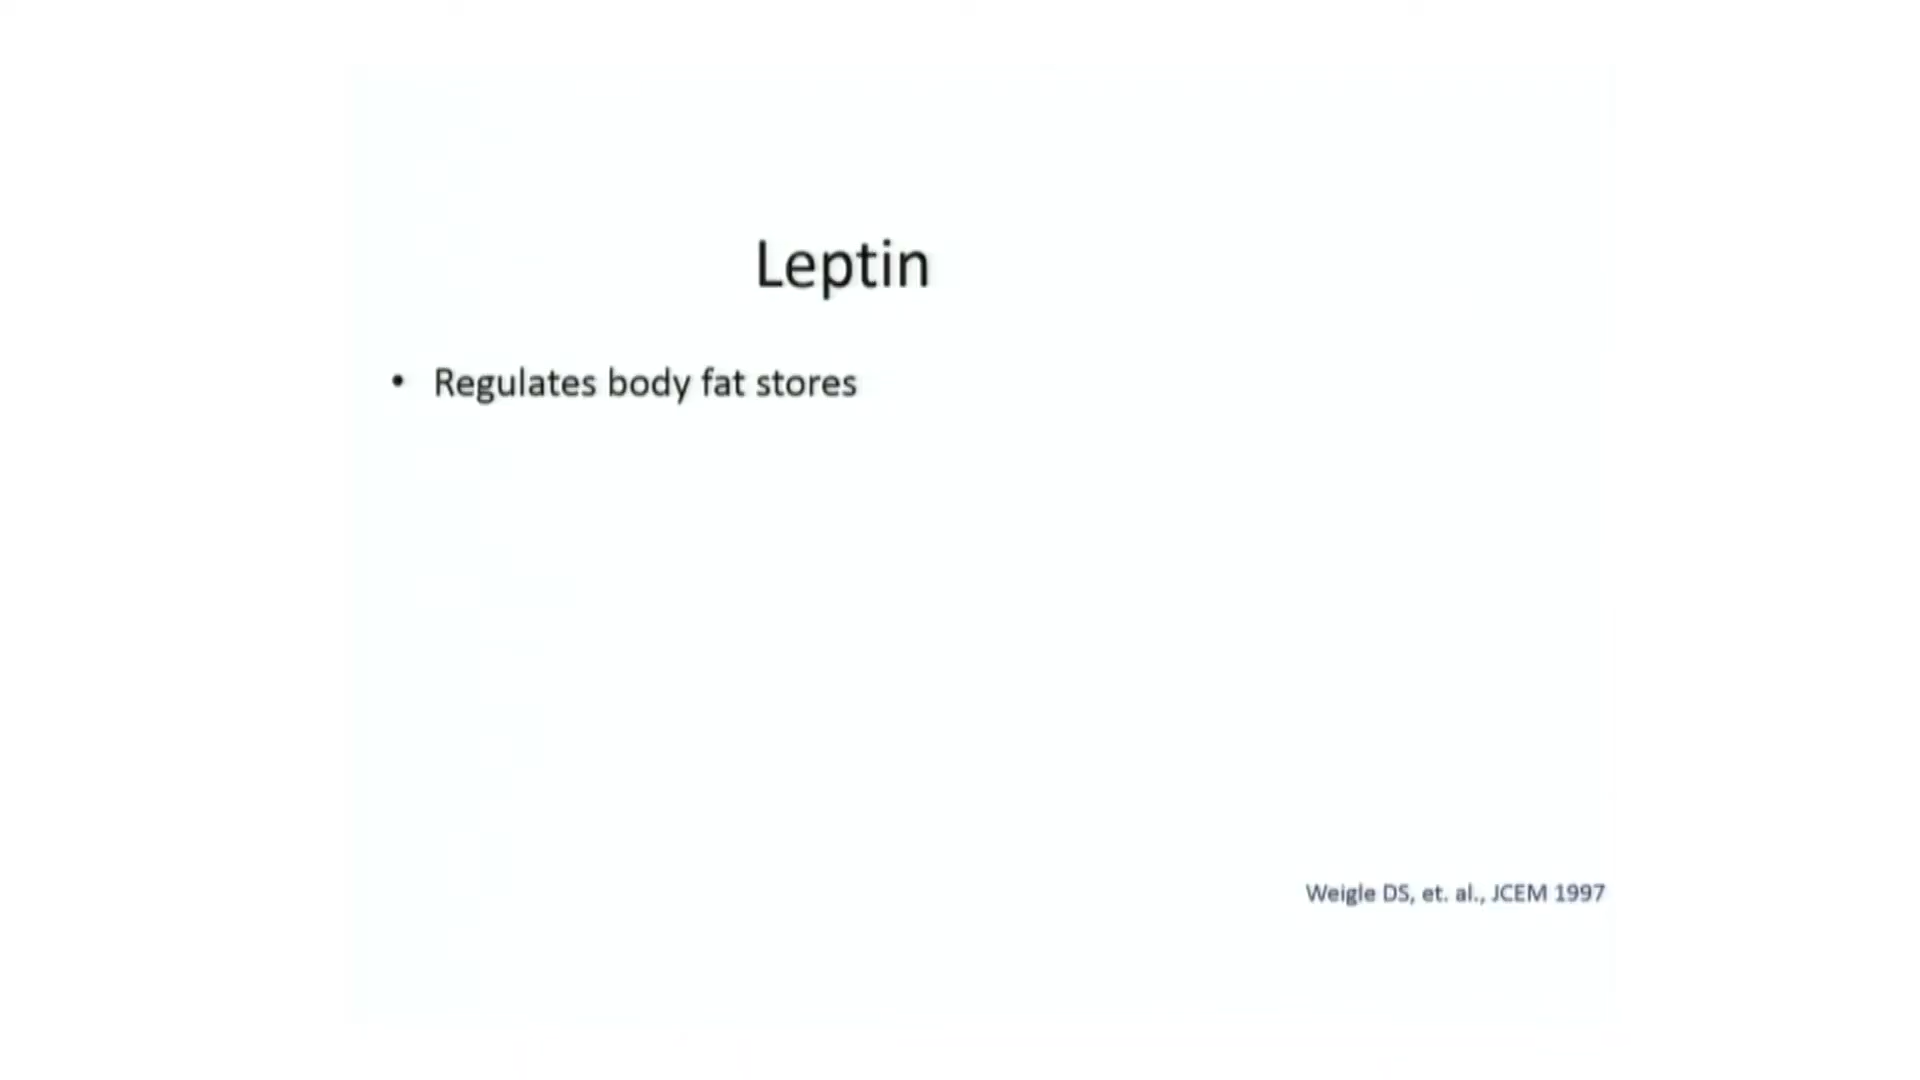 Leptin
• Regulates body fat stores
Weigle DS, et. al., JCEM 1997